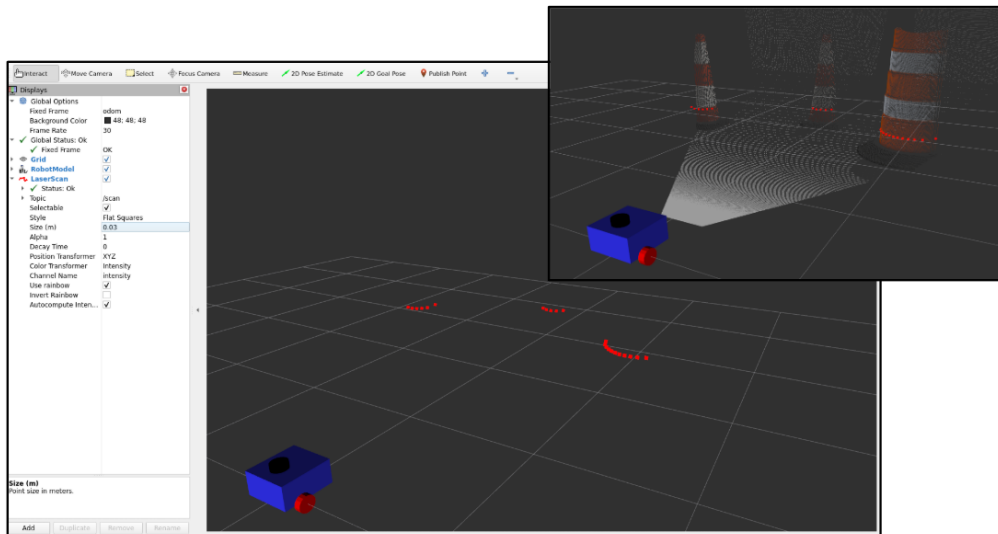 Interact Move Camera Select Focus Camera Measure 2D Pose Estimate 2D Goal Pose Publish Point
Displays
Global Options
Fixed Frame odom
Background Color 48; 48; 48
Frame Rate 30
Global Status: Ok
Fixed Frame OK
Grid
RobotModel
LaserScan
Status: Ok
Topic /scan
Selectable
Style Flat Squares
Size (m) 0.03
Alpha 1
Decay Time 0
Position Transformer XYZ
Color Transformer Intensity
Channel Name intensity
Use rainbow
Invert Rainbow
Autocompute Inten...
Size (m)
Point size in meters.
Add Duplicate Remove Rename